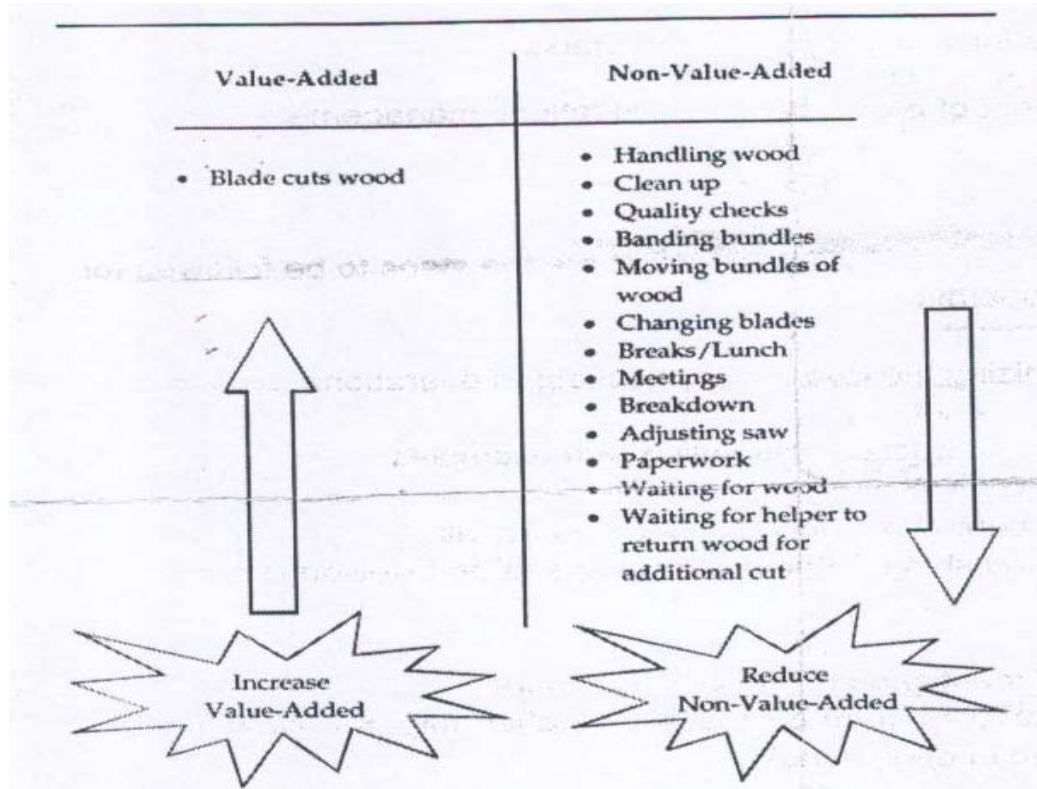 Value-Added
Non-Value-Added
• Blade cuts wood
• Handling wood
• Clean up
• Quality checks
• Banding bundles
• Moving bundles of
wood
• Changing blades
• Breaks/Lunch
• Meetings
• Breakdown
• Adjusting saw
• Paperwork
• Waiting for wood
• Waiting for helper to
return wood for
additional cut
Increase
Value-Added
Reduce
Non-Value-Added